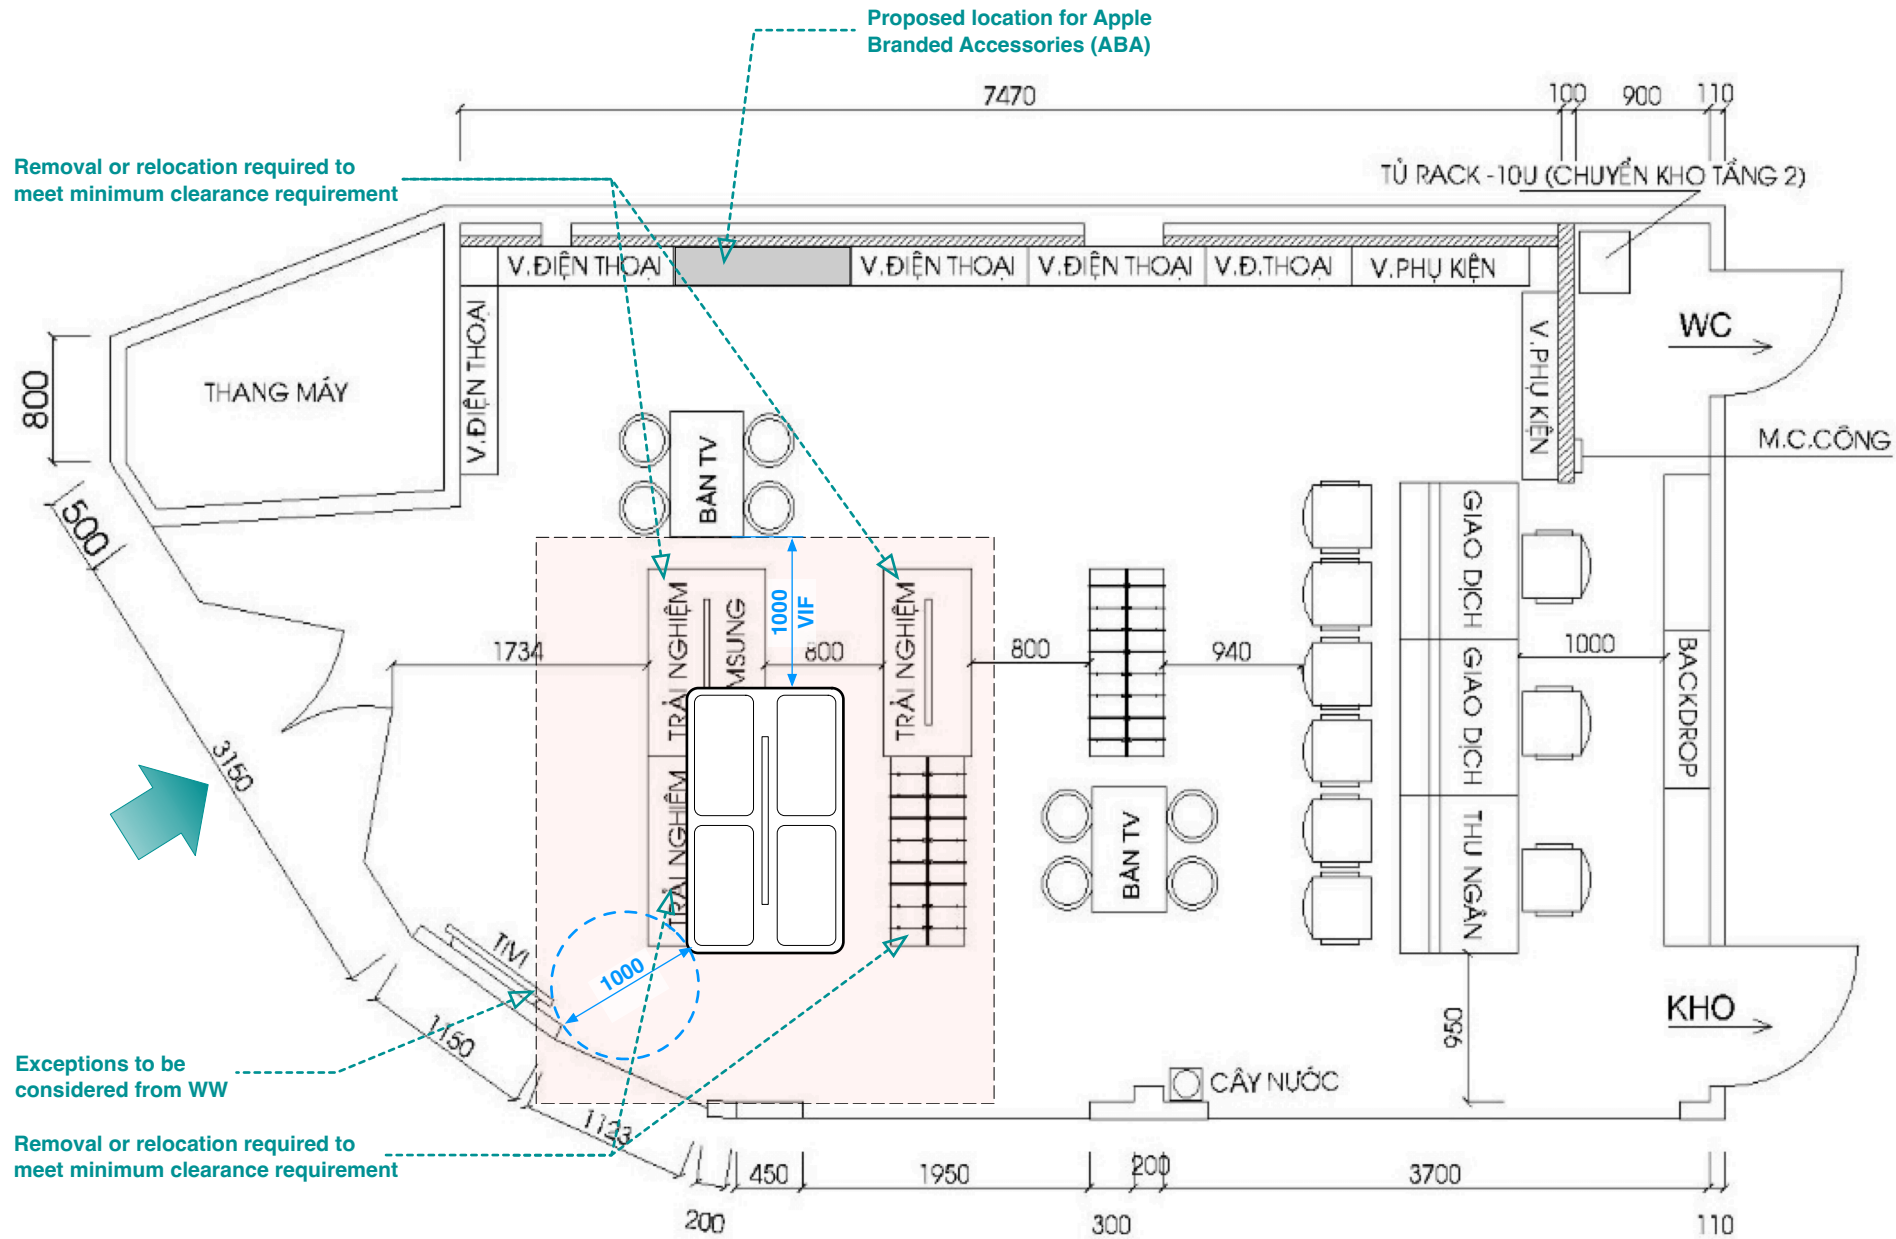 Proposed location for Apple
Branded Accessories (ABA)
7470
100
900
110
Removal or relocation required to
meet minimum clearance requirement
TỦ RACK -10U (CHUYỂN KHO TẦNG 2)
V.ĐIỆN THOẠI
V.ĐIỆN THOẠI
V.ĐIỆN THOẠI
V.Đ.THOẠI
V.PHỤ KIỆN
WC
V.PHỤ KIỆN
800
THANG MÁY
V.ĐIỆN THOẠI
M.C.CÔNG
BÀN TV
500
GIAO DỊCH
TRẢI NGHIỆM
MSUNG
1000
VIF
TRẢI NGHIỆM
1734
800
800
940
1000
GIAO DỊCH
BACKDROP
3150
TRẢI NGHIỆM
BÀN TV
THU NGÂN
TIVI
1000
KHO
950
1150
Exceptions to be
considered from WW
CÂY NƯỚC
1123
Removal or relocation required to
meet minimum clearance requirement
450
1950
200
3700
200
300
110